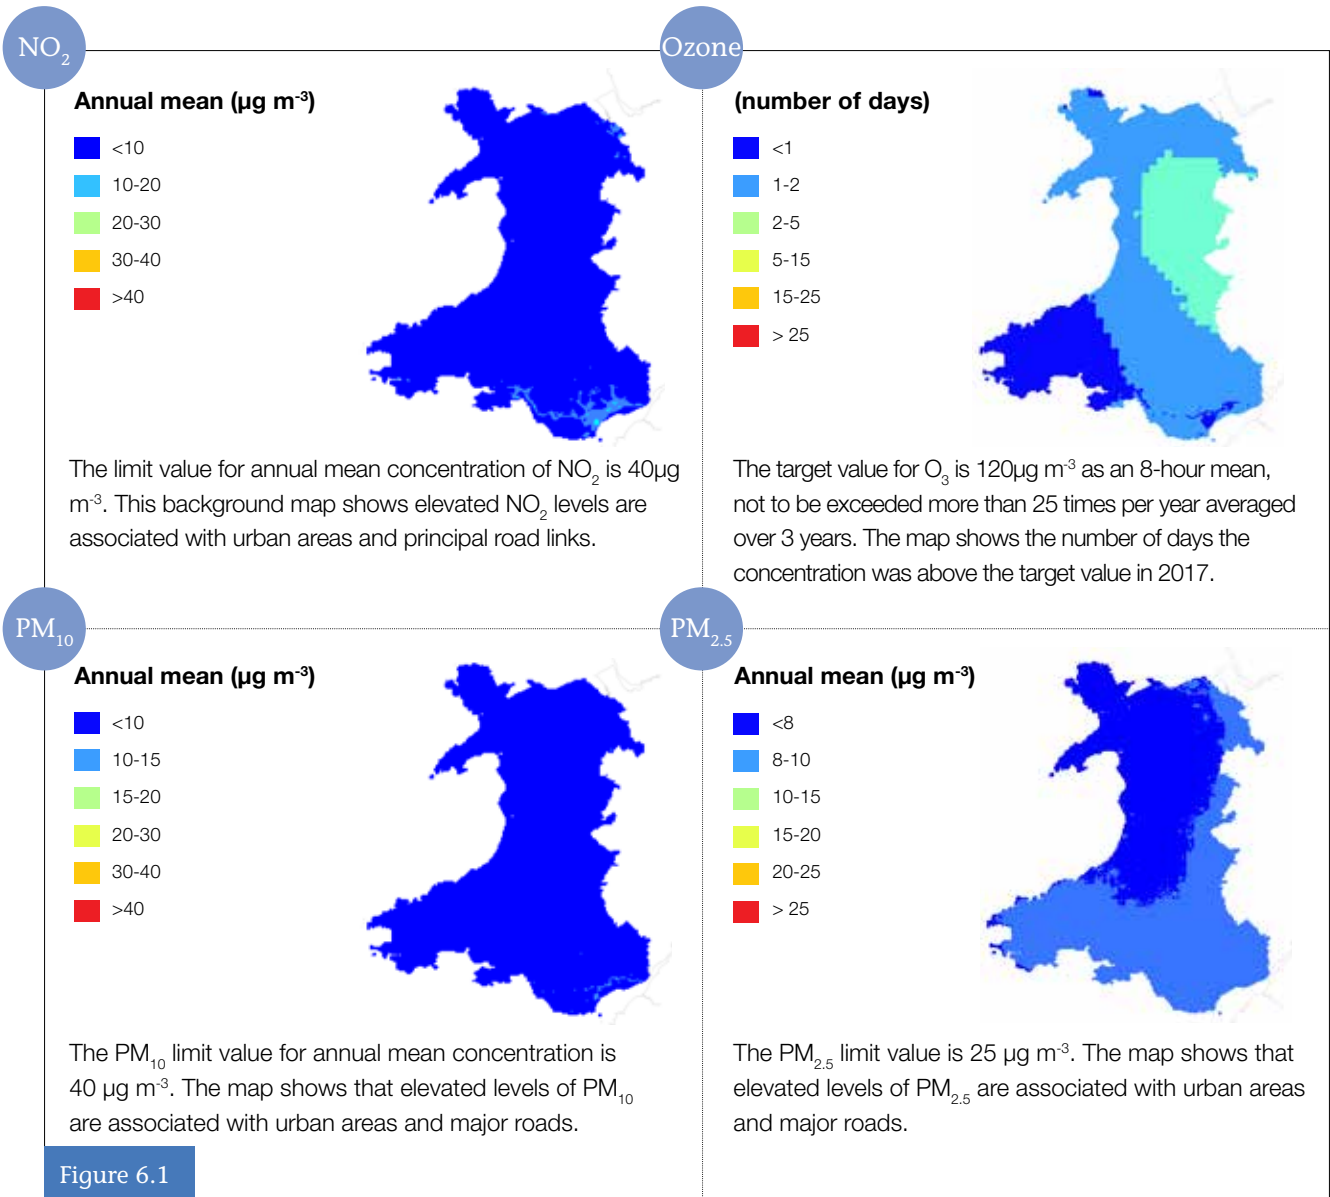 NO₂
Annual mean (µg m⁻³)
<10
10-20
20-30
30-40
>40
The limit value for annual mean concentration of NO₂ is 40µg
m⁻³. This background map shows elevated NO₂ levels are
associated with urban areas and principal road links.
Ozone
(number of days)
<1
1-2
2-5
5-15
15-25
> 25
The target value for O₃ is 120µg m⁻³ as an 8-hour mean,
not to be exceeded more than 25 times per year averaged
over 3 years. The map shows the number of days the
concentration was above the target value in 2017.
PM₁₀
Annual mean (µg m⁻³)
<10
10-15
15-20
20-30
30-40
>40
The PM₁₀ limit value for annual mean concentration is
40 µg m⁻³. The map shows that elevated levels of PM₁₀
are associated with urban areas and major roads.
PM₂.₅
Annual mean (µg m⁻³)
<8
8-10
10-15
15-20
20-25
> 25
The PM₂.₅ limit value is 25 µg m⁻³. The map shows that
elevated levels of PM₂.₅ are associated with urban areas
and major roads.
Figure 6.1